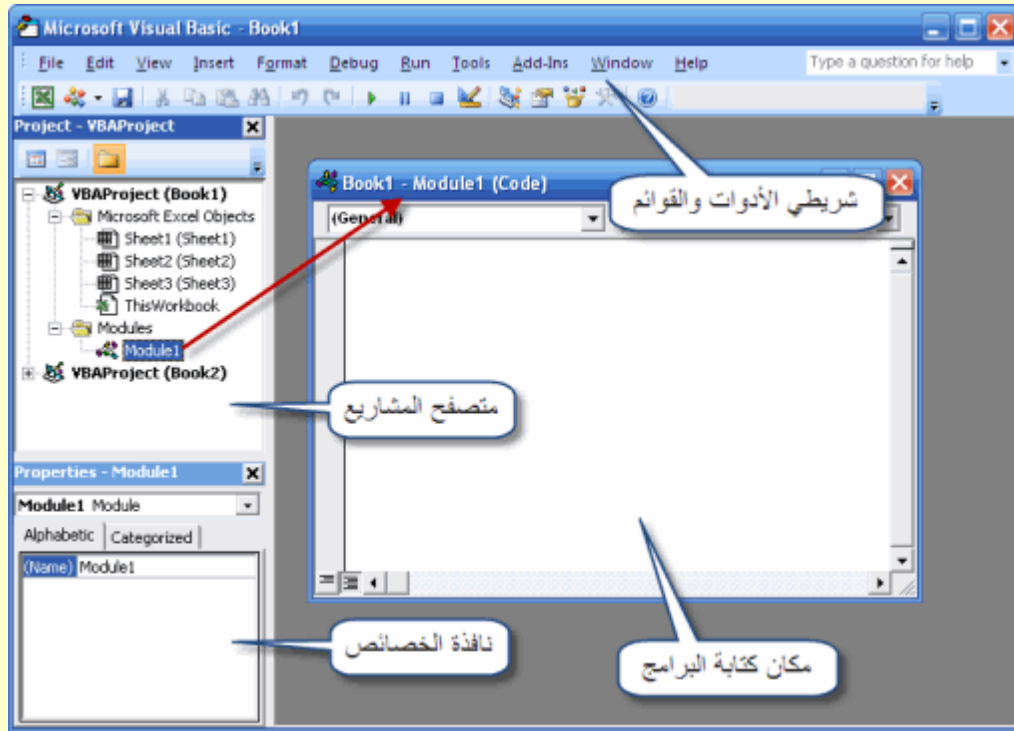 Microsoft Visual Basic - Book1
File Edit View Insert Format Debug Run Tools Add-Ins Window Help
Type a question for help
Project - VBAProject
VBAProject (Book1)
Microsoft Excel Objects
Sheet1 (Sheet1)
Sheet2 (Sheet2)
Sheet3 (Sheet3)
ThisWorkbook
Modules
Module1
VBAProject (Book2)
Book1 - Module1 (Code)
(General)
شريطي الأدوات والقوائم
متصفح المشاريع
Properties - Module1
Module1 Module
Alphabetic Categorized
(Name) Module1
نافذة الخصائص
مكان كتابة البرامج